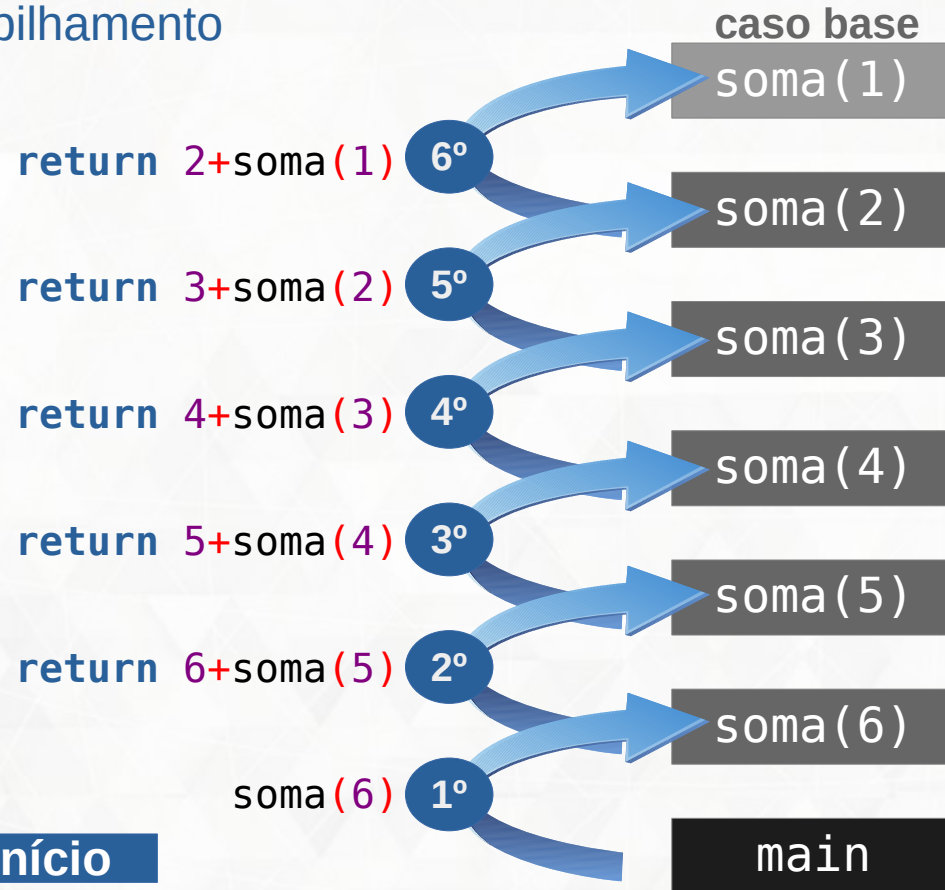 pilhamento
caso base
soma(1)
return 2+soma(1) 6º
soma(2)
return 3+soma(2) 5º
soma(3)
return 4+soma(3) 4º
soma(4)
return 5+soma(4) 3º
soma(5)
return 6+soma(5) 2º
soma(6)
soma(6) 1º
nício
main